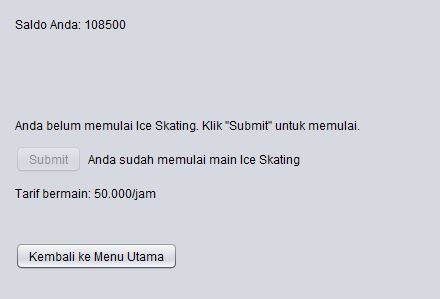 Saldo Anda: 108500
Anda belum memulai Ice Skating. Klik "Submit" untuk memulai.
Submit Anda sudah memulai main Ice Skating
Tarif bermain: 50.000/jam
Kembali ke Menu Utama